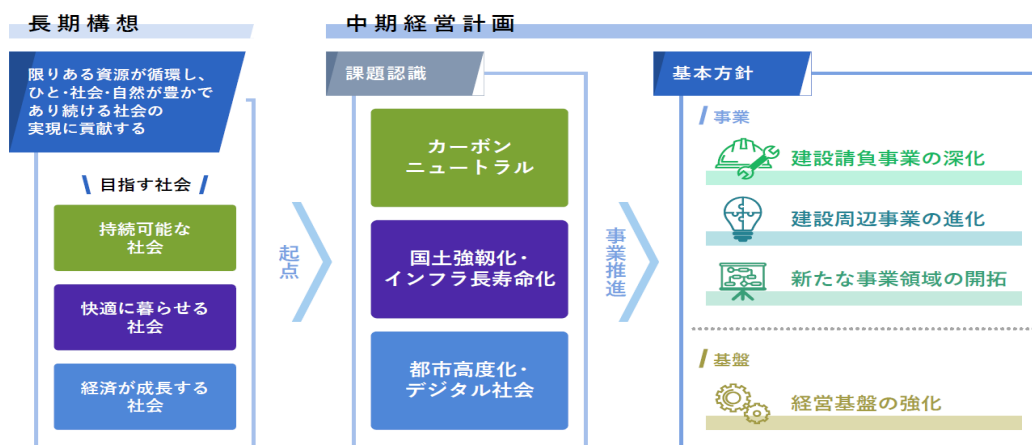 長期構想
限りある資源が循環し、
ひと・社会・自然が豊かで
あり続ける社会の
実現に貢献する
目指す社会
持続可能な
社会
快適に暮らせる
社会
経済が成長する
社会
起点
中期経営計画
課題認識
カーボン
ニュートラル
国土強靱化・
インフラ長寿命化
都市高度化・
デジタル社会
事業推進
基本方針
事業
建設請負事業の深化
建設周辺事業の進化
新たな事業領域の開拓
基盤
経営基盤の強化